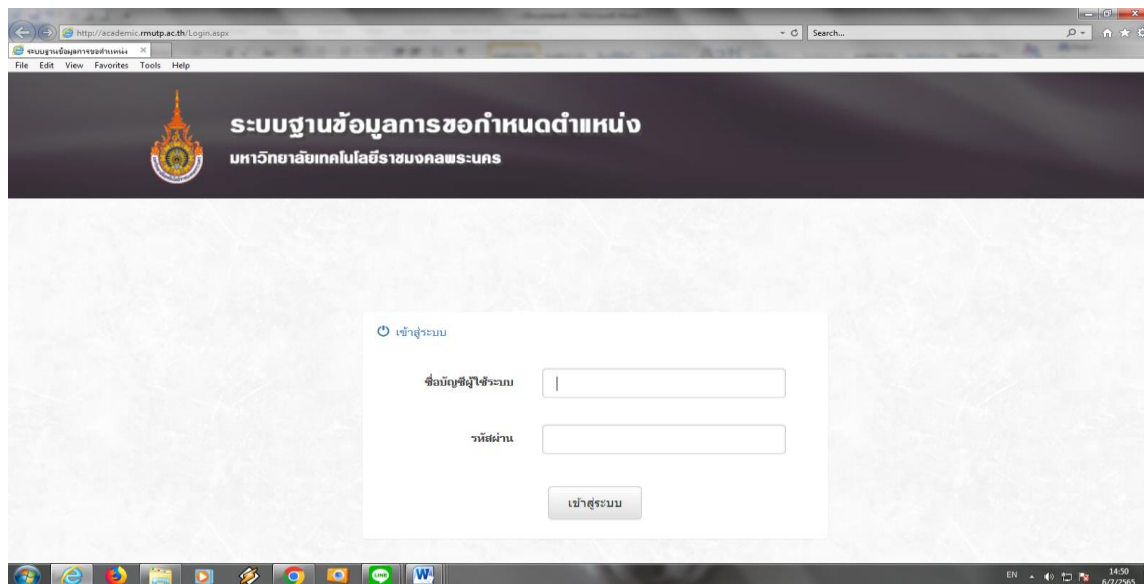 http://academic.rmutp.ac.th/Login.aspx
Search...
ระบบฐานข้อมูลการขอตำแหน่ง
File Edit View Favorites Tools Help
ระบบฐานข้อมูลการขอกำหนดตำแหน่ง
มหาวิทยาลัยเทคโนโลยีราชมงคลพระนคร
เข้าสู่ระบบ
ชื่อบัญชีผู้ใช้ระบบ
รหัสผ่าน
เข้าสู่ระบบ
LINE
W
EN
14:50
6/7/2565